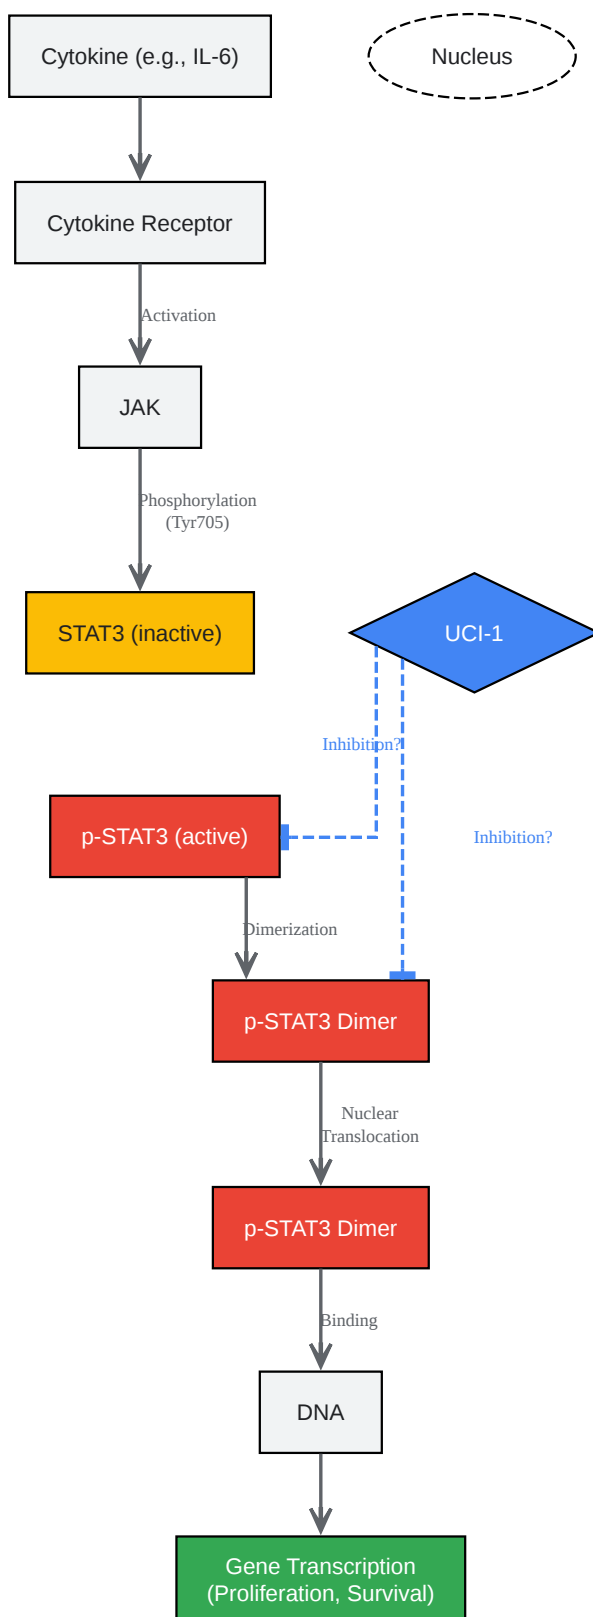 Cytokine (e.g., IL-6)
Nucleus
Cytokine Receptor
Activation
JAK
Phosphorylation
(Tyr705)
STAT3 (inactive)
UCI-1
Inhibition?
p-STAT3 (active)
Inhibition?
Dimerization
p-STAT3 Dimer
Nuclear
Translocation
p-STAT3 Dimer
Binding
DNA
Gene Transcription
(Proliferation, Survival)